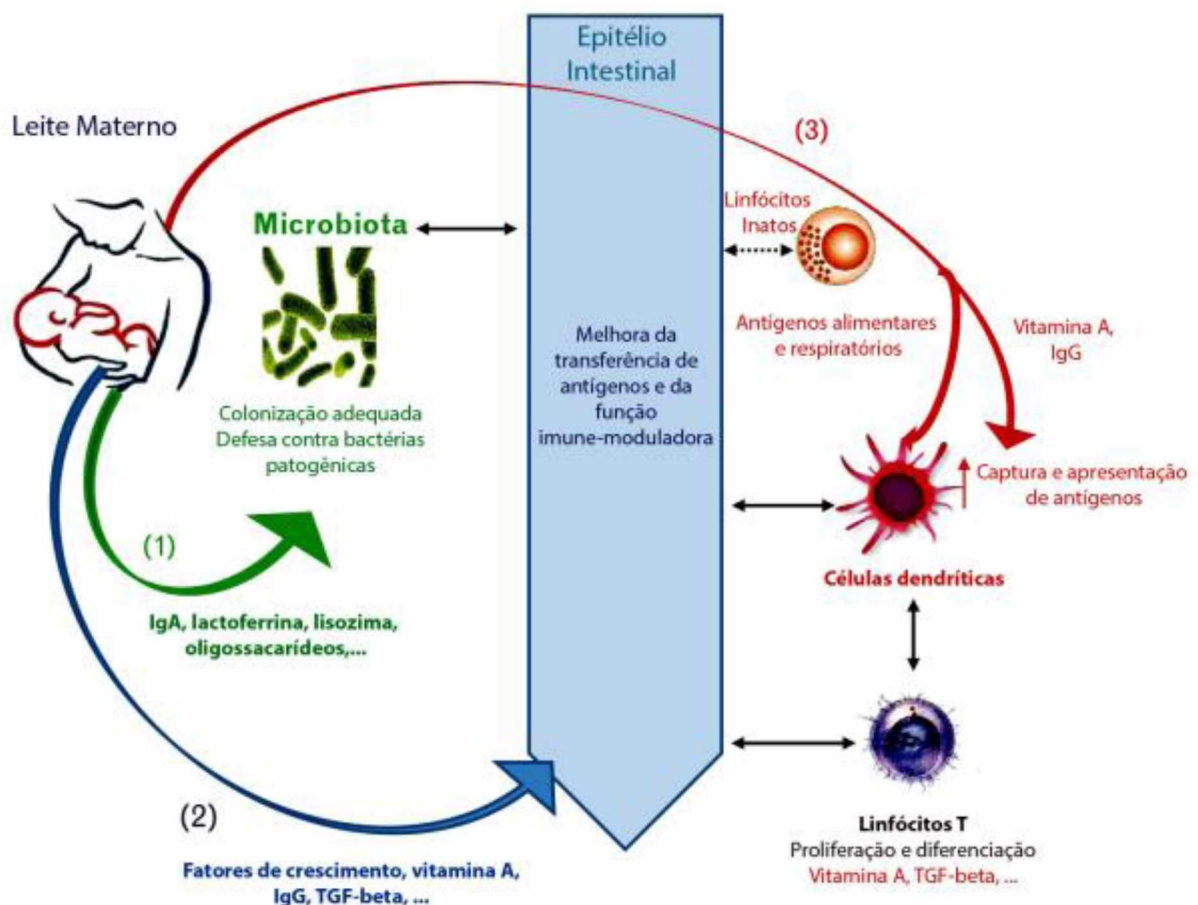 Epitélio
Intestinal
Leite Materno
(3)
Linfócitos
Inatos
Microbiota
Antígenos alimentares
e respiratórios
Vitamina A,
IgG
Melhora da
transferência de
antígenos e da
função
imune-moduladora
Colonização adequada
Defesa contra bactérias
patogênicas
Captura e apresentação
de antígenos
(1)
Células dendríticas
IgA, lactoferrina, lisozima,
oligossacarídeos,...
(2)
Linfócitos T
Proliferação e diferenciação
Vitamina A, TGF-beta, ...
Fatores de crescimento, vitamina A,
IgG, TGF-beta, ...